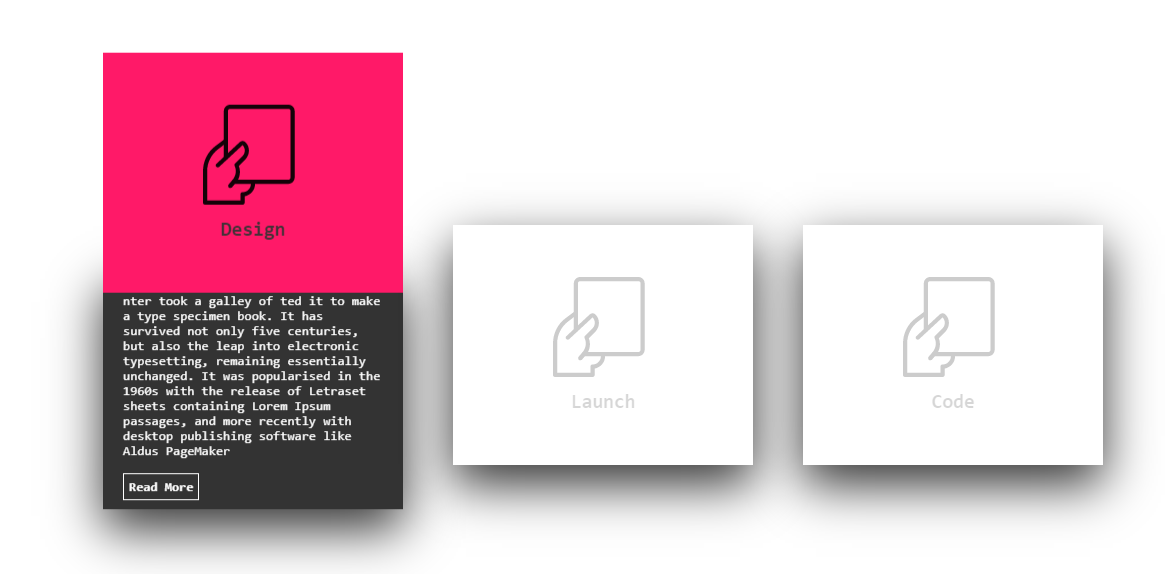 Design
nter took a galley of ted it to make
a type specimen book. It has
survived not only five centuries,
but also the leap into electronic
typesetting, remaining essentially
unchanged. It was popularised in the
1960s with the release of Letraset
sheets containing Lorem Ipsum
passages, and more recently with
desktop publishing software like
Aldus PageMaker
Read More
Launch
Code